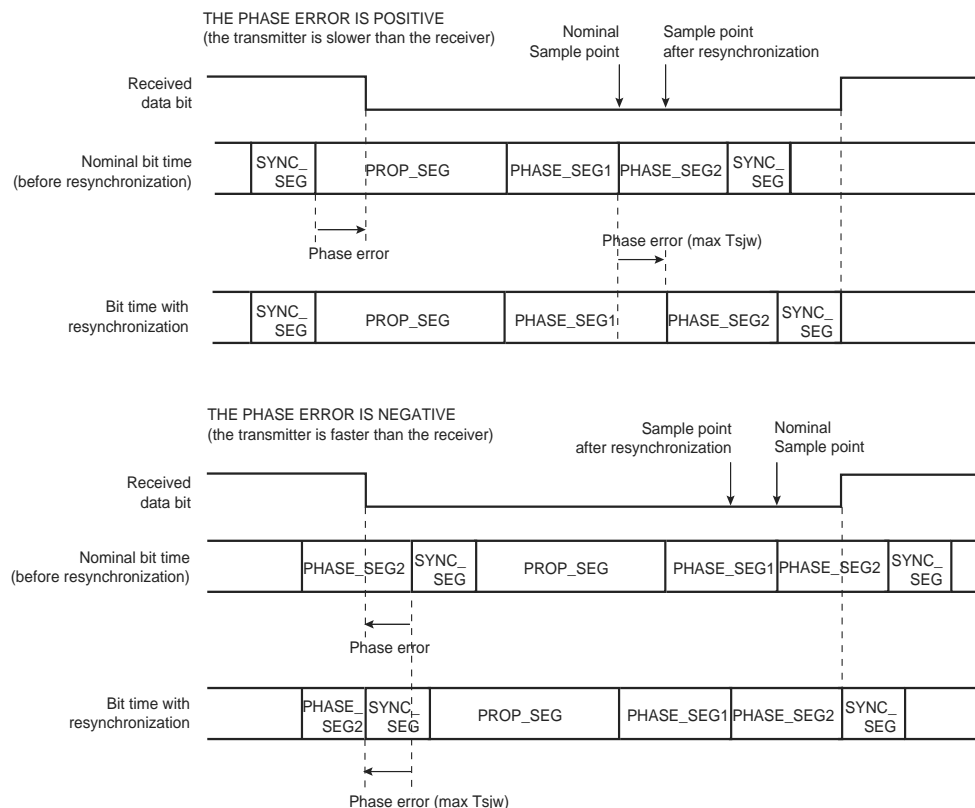 THE PHASE ERROR IS POSITIVE
(the transmitter is slower than the receiver)
Nominal
Sample point
Sample point
after resynchronization
Received
data bit
Nominal bit time
(before resynchronization)
SYNC_
SEG
PROP_SEG
PHASE_SEG1
PHASE_SEG2
SYNC_
SEG
Phase error
Phase error (max Tsjw)
Bit time with
resynchronization
SYNC_
SEG
PROP_SEG
PHASE_SEG1
PHASE_SEG2
SYNC_
SEG
THE PHASE ERROR IS NEGATIVE
(the transmitter is faster than the receiver)
Sample point
after resynchronization
Nominal
Sample point
Received
data bit
Nominal bit time
(before resynchronization)
PHASE_SEG2
SYNC_
SEG
PROP_SEG
PHASE_SEG1
PHASE_SEG2
SYNC_
SEG
Phase error
Bit time with
resynchronization
PHASE_
SEG2
SYNC_
SEG
PROP_SEG
PHASE_SEG1
PHASE_SEG2
SYNC_
SEG
Phase error (max Tsjw)